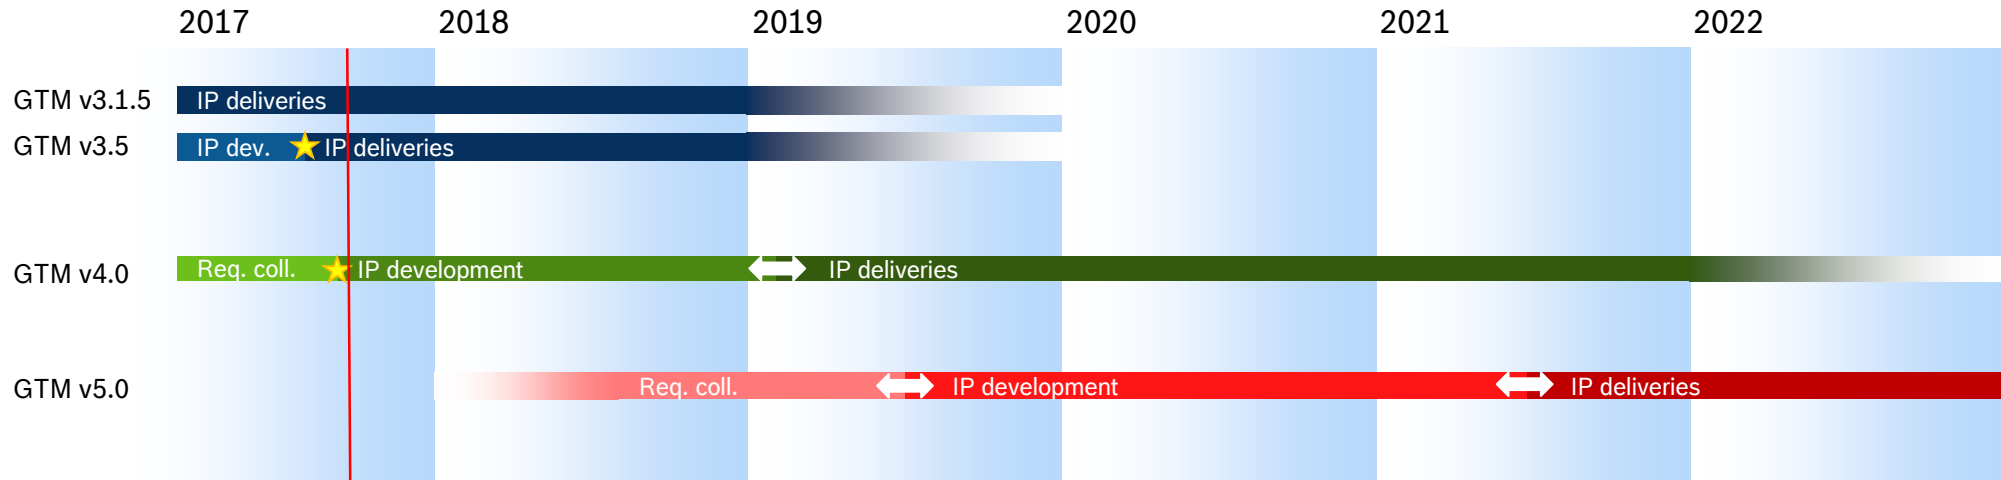 2017 2018 2019 2020 2021 2022
GTM v3.1.5 IP deliveries
GTM v3.5 IP dev. IP deliveries
GTM v4.0 Req. coll. IP development IP deliveries
GTM v5.0 Req. coll. IP development IP deliveries